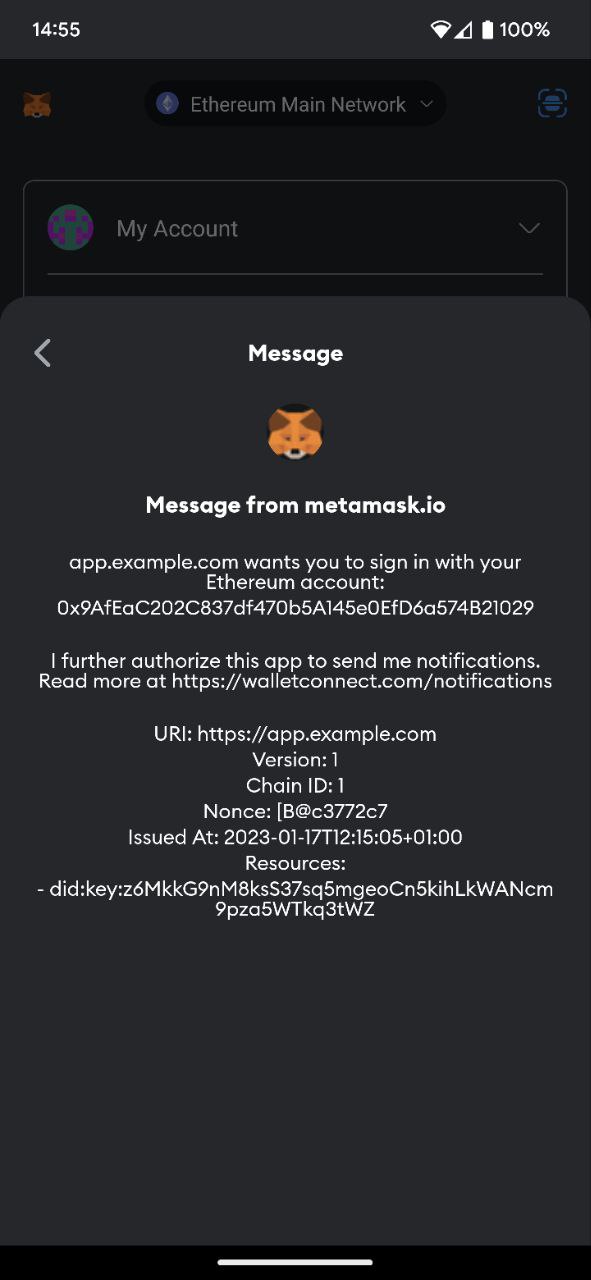 14:55
100%
Ethereum Main Network
My Account
Message
Message from metamask.io
app.example.com wants you to sign in with your
Ethereum account:
0x9AfEaC202C837df470b5A145e0EfD6a574B21029
I further authorize this app to send me notifications.
Read more at https://walletconnect.com/notifications
URI: https://app.example.com
Version: 1
Chain ID: 1
Nonce: [B@c3772c7
Issued At: 2023-01-17T12:15:05+01:00
Resources:
- did:key:z6MkkG9nM8ksS37sq5mgeoCn5kihLkWANcm
9pza5WTkq3tWZ